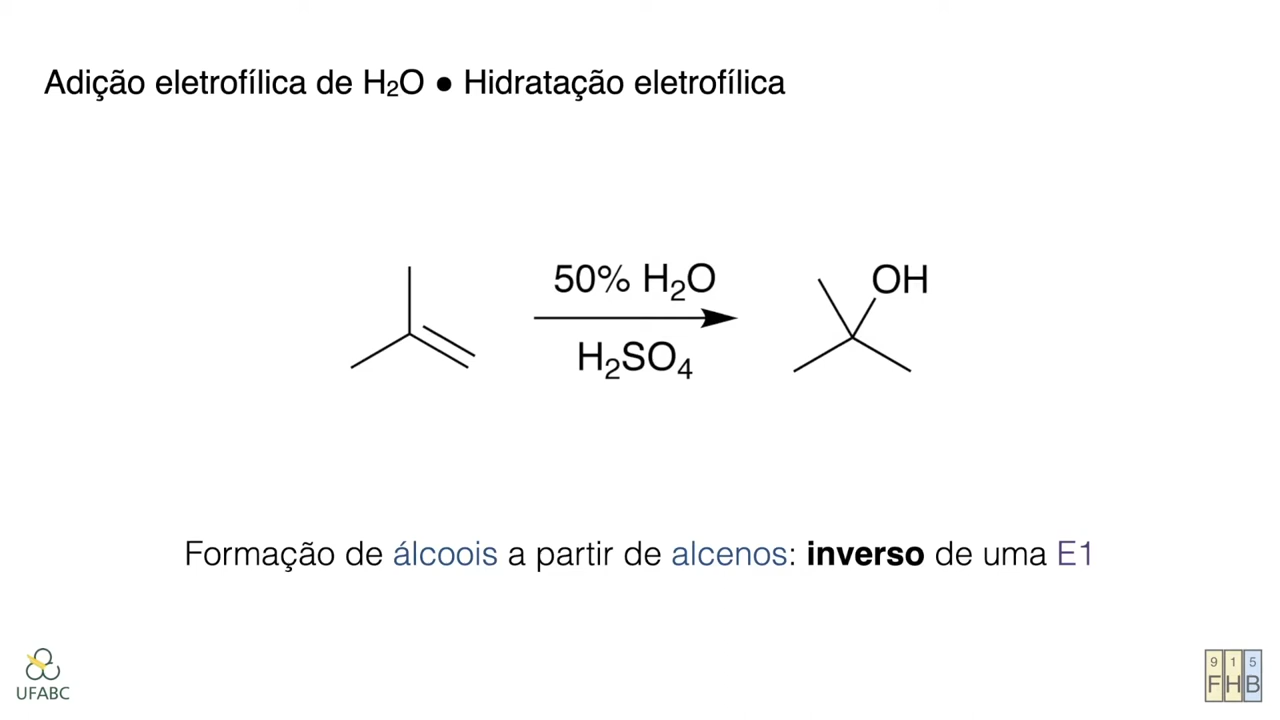 Adição eletrofílica de H₂O ● Hidratação eletrofílica
50% H₂O
H₂SO₄
OH
Formação de álcoois a partir de alcenos: inverso de uma E1
UFABC
9 1 5
F H B